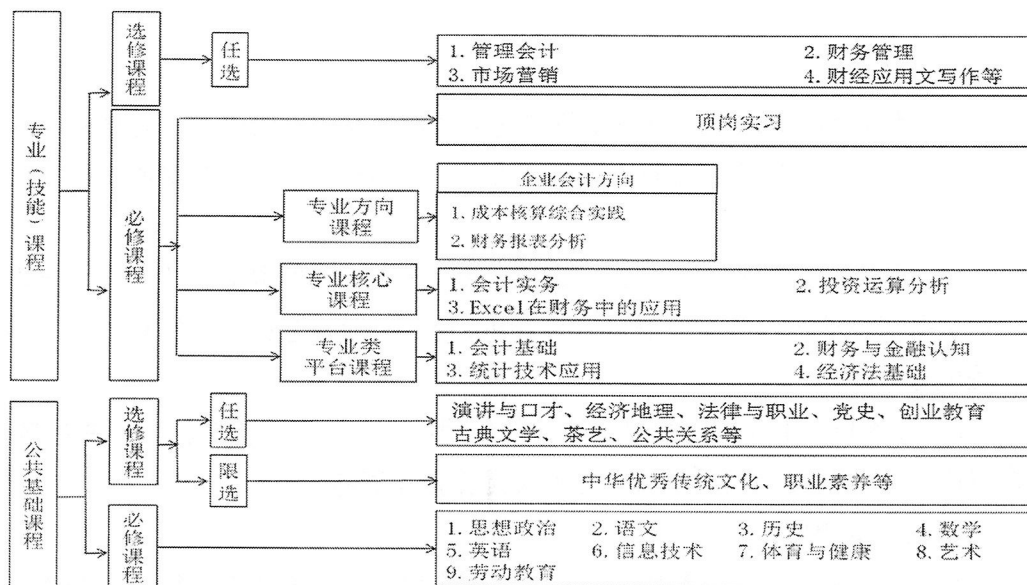 专业（技能）课程
选修课程
任选
1. 管理会计 2. 财务管理
3. 市场营销 4. 财经应用文写作等
必修课程
顶岗实习
专业方向
课程
企业会计方向
1. 成本核算综合实践
2. 财务报表分析
专业核心
课程
1. 会计实务 2. 投资运算分析
3. Excel在财务中的应用
专业类
平台课程
1. 会计基础 2. 财务与金融认知
3. 统计技术应用 4. 经济法基础
公共基础课程
选修课程
任选
演讲与口才、经济地理、法律与职业、党史、创业教育
古典文学、茶艺、公共关系等
限选
中华优秀传统文化、职业素养等
必修课程
1. 思想政治 2. 语文 3. 历史 4. 数学
5. 英语 6. 信息技术 7. 体育与健康 8. 艺术
9. 劳动教育